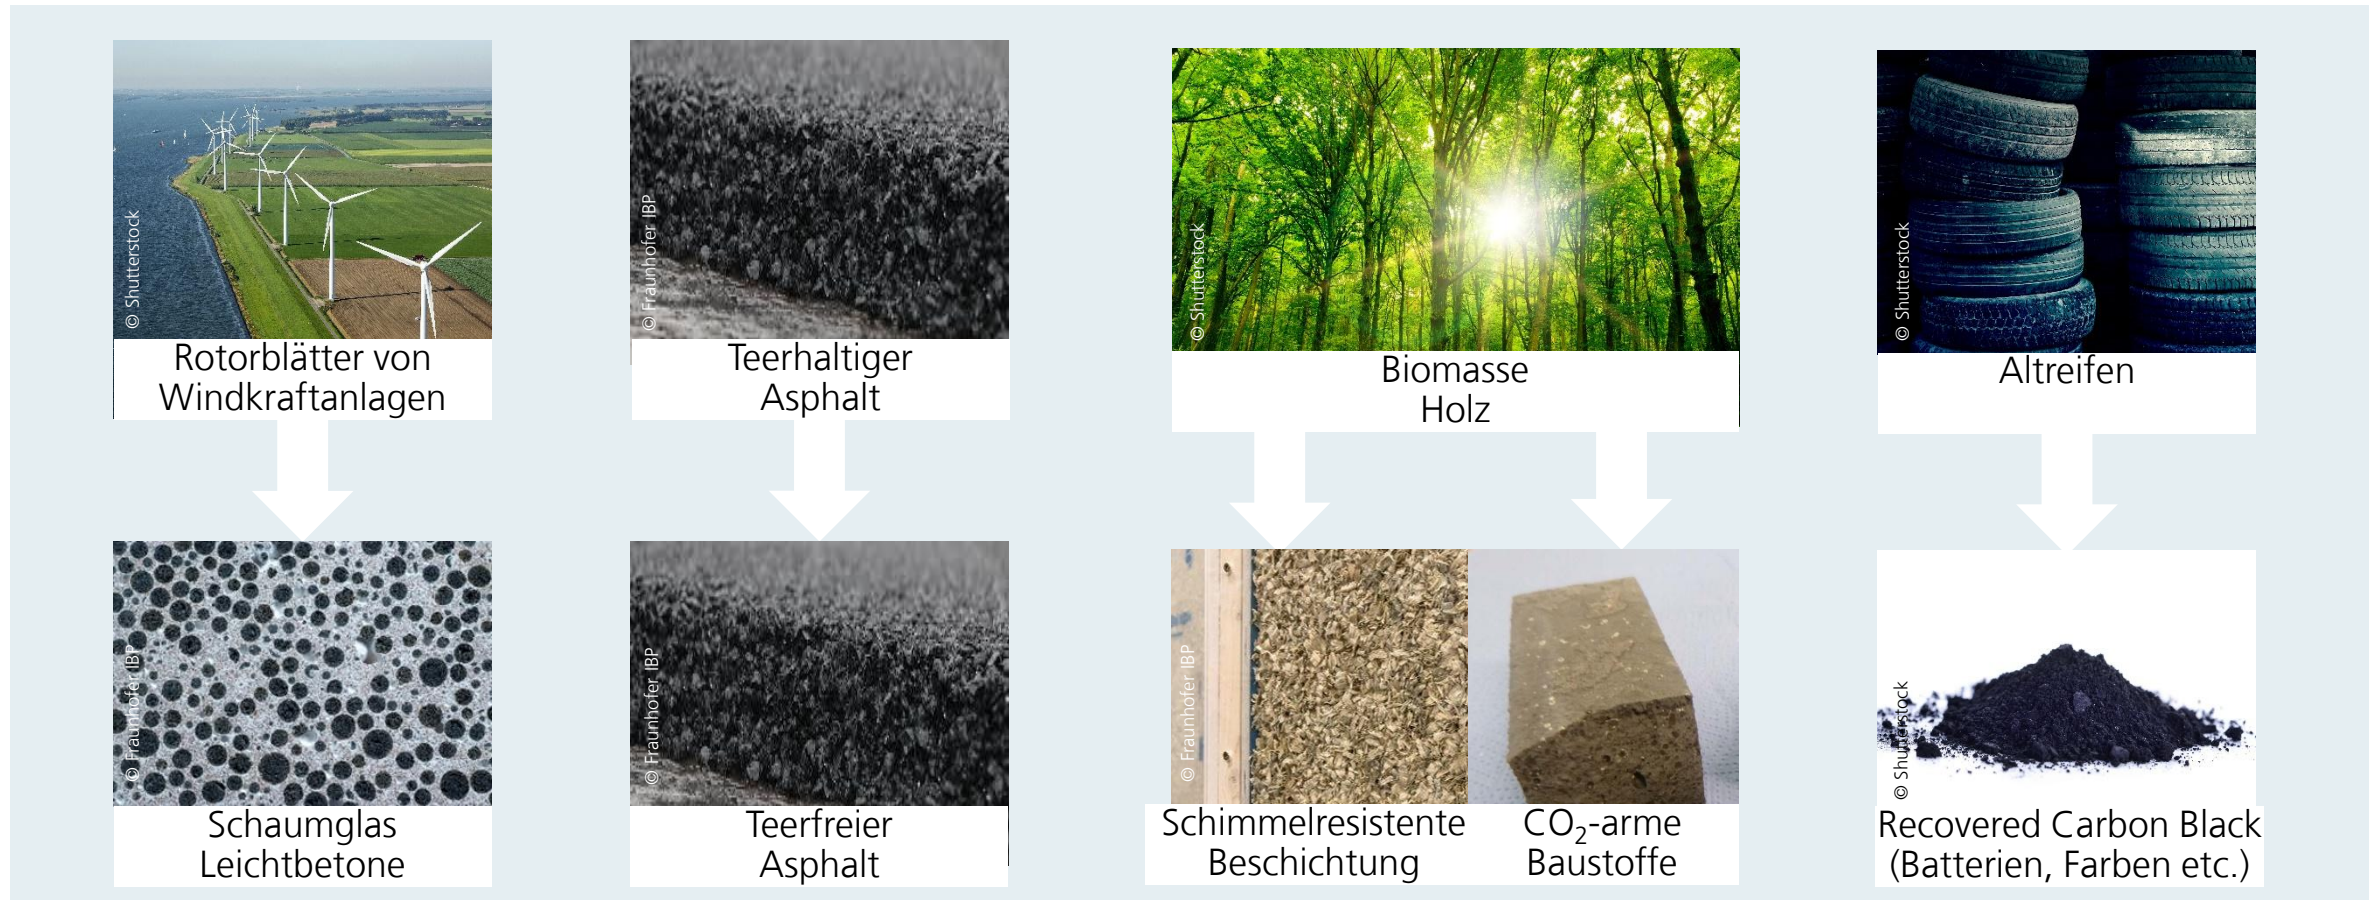 © Shutterstock
© Fraunhofer IBP
© Shutterstock
© Shutterstock
Rotorblätter von
Windkraftanlagen
Teerhaltiger
Asphalt
Biomasse
Holz
Altreifen
© Fraunhofer IBP
© Fraunhofer IBP
© Fraunhofer IBP
© Shutterstock
Schaumglas
Leichtbetone
Teerfreier
Asphalt
Schimmelresistente
Beschichtung
CO₂-arme
Baustoffe
Recovered Carbon Black
(Batterien, Farben etc.)